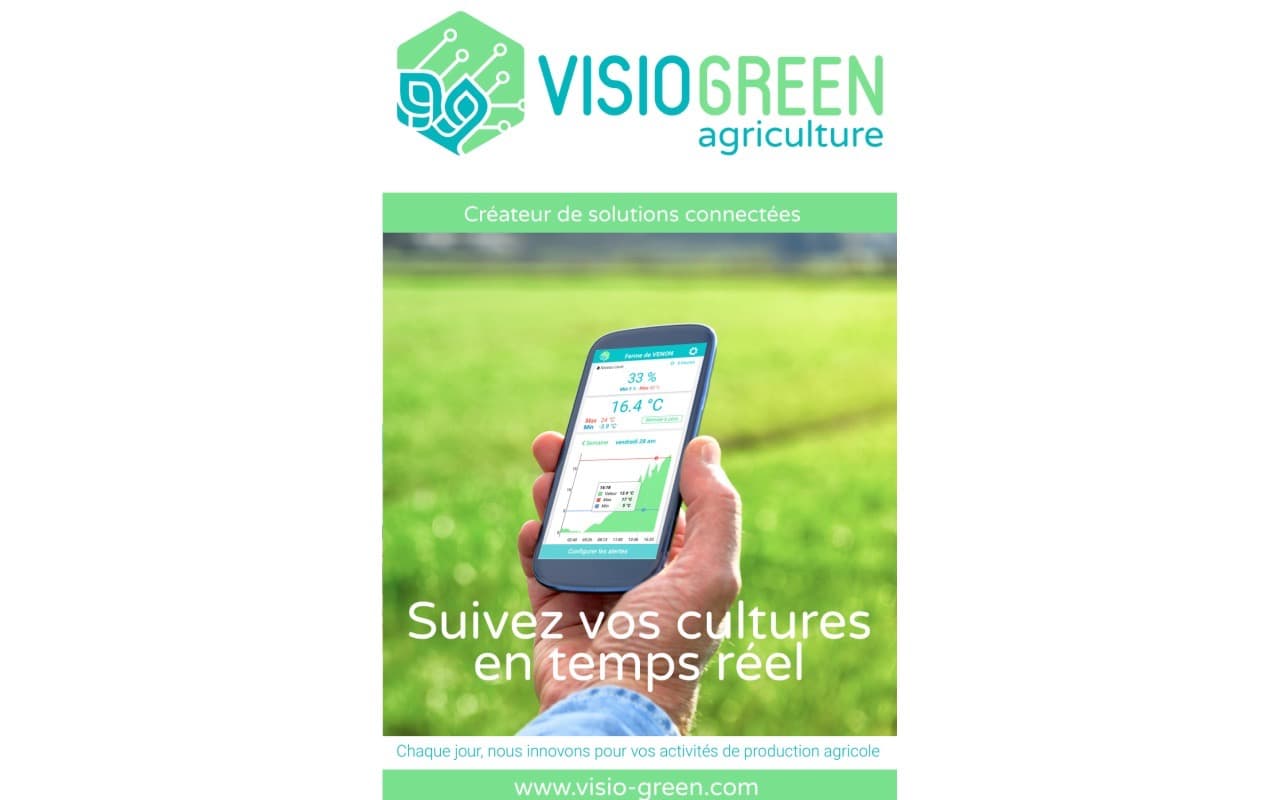 VISIOGREEN
agriculture
Créateur de solutions connectées
Ferme de VENON
33 %
16.4 °C
Max 24 °C
Min -3.9 °C
< Semaine vendredi 28 avr.
Configurer les alertes
Suivez vos cultures
en temps réel
Chaque jour, nous innovons pour vos activités de production agricole
www.visio-green.com